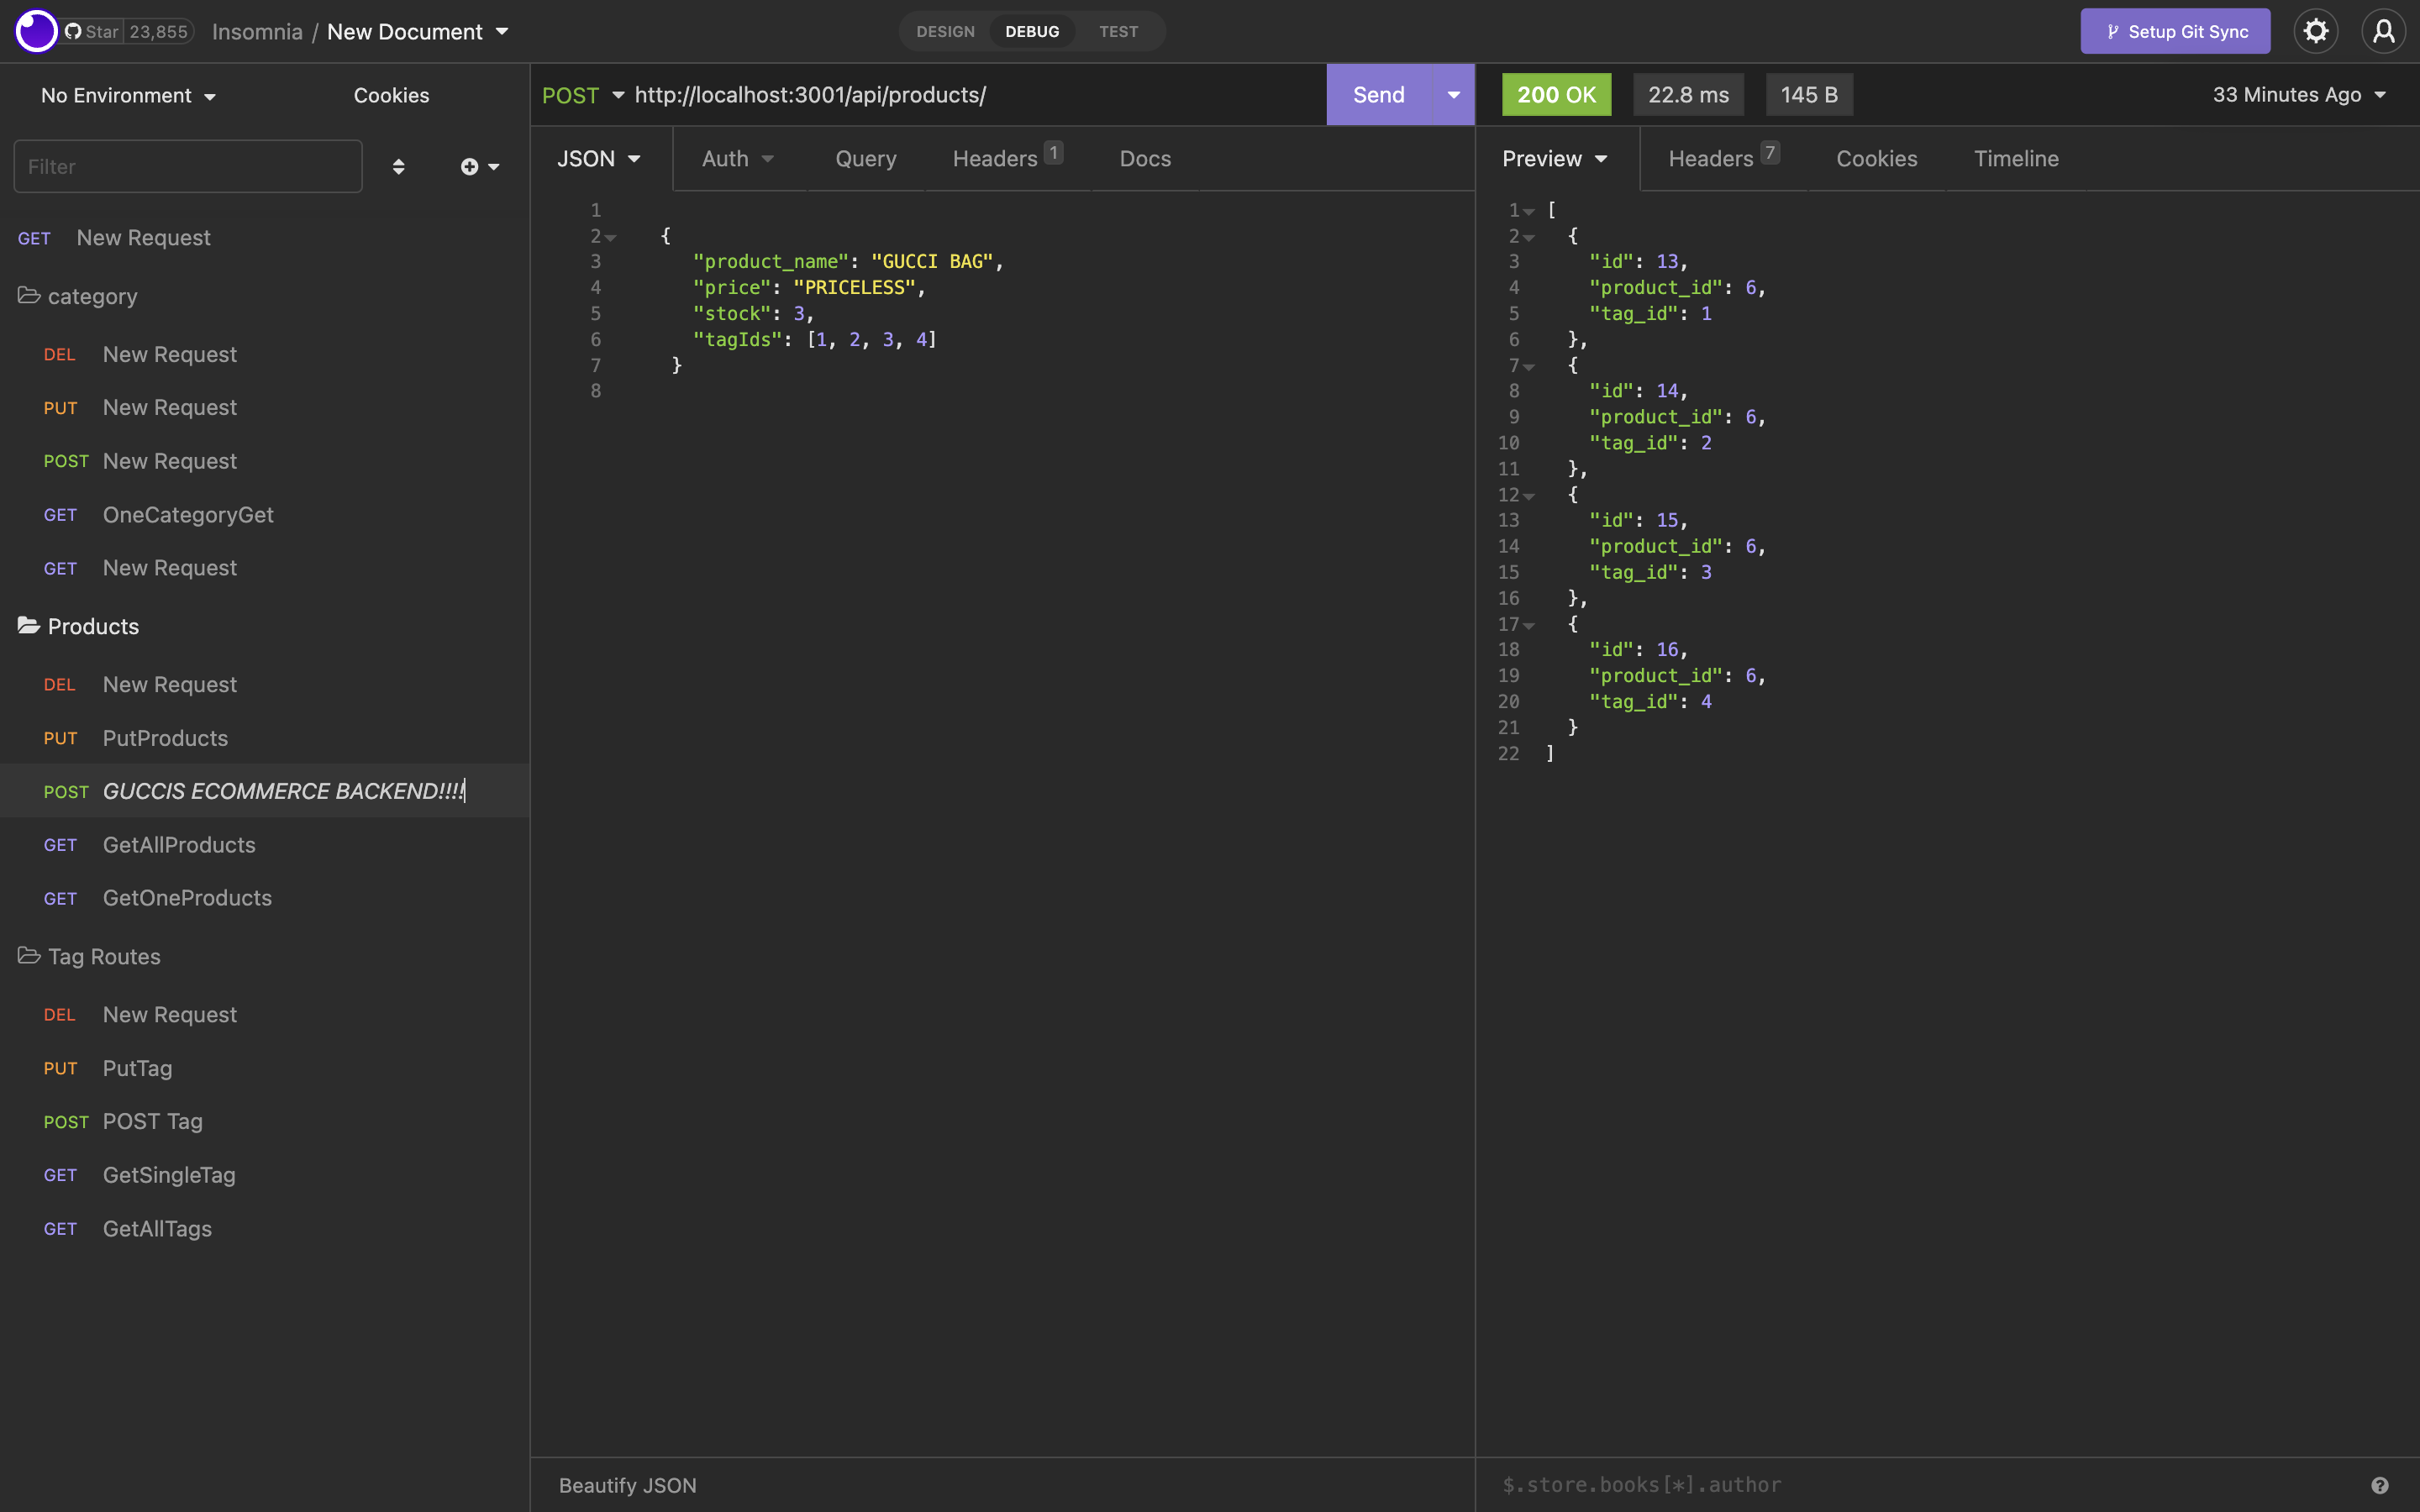 Star 23,855 Insomnia / New Document
DESIGN DEBUG TEST
Setup Git Sync
No Environment Cookies
Filter
GET New Request
category
DEL New Request
PUT New Request
POST New Request
GET OneCategoryGet
GET New Request
Products
DEL New Request
PUT PutProducts
POST GUCCIS ECOMMERCE BACKEND!!!!
GET GetAllProducts
GET GetOneProducts
Tag Routes
DEL New Request
PUT PutTag
POST POST Tag
GET GetSingleTag
GET GetAllTags
POST http://localhost:3001/api/products/ Send
JSON Auth Query Headers 1 Docs
1
2 {
3 "product_name": "GUCCI BAG",
4 "price": "PRICELESS",
5 "stock": 3,
6 "tagIds": [1, 2, 3, 4]
7 }
8
Beautify JSON
200 OK 22.8 ms 145 B 33 Minutes Ago
Preview Headers 7 Cookies Timeline
1 [
2 {
3 "id": 13,
4 "product_id": 6,
5 "tag_id": 1
6 },
7 {
8 "id": 14,
9 "product_id": 6,
10 "tag_id": 2
11 },
12 {
13 "id": 15,
14 "product_id": 6,
15 "tag_id": 3
16 },
17 {
18 "id": 16,
19 "product_id": 6,
20 "tag_id": 4
21 }
22 ]
$.store.books[*].author
?